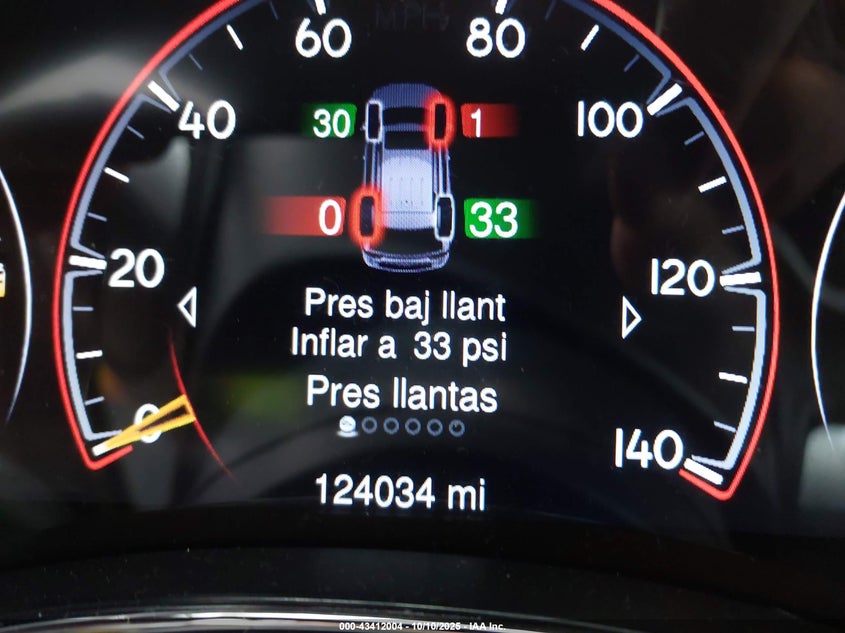 MPH
60 80
40 30 1 100
0 33
20 120
Pres baj llant
Inflar a 33 psi
Pres llantas
0 140
124034 mi
000-43412004 - 10/10/2025 - IAA Inc.